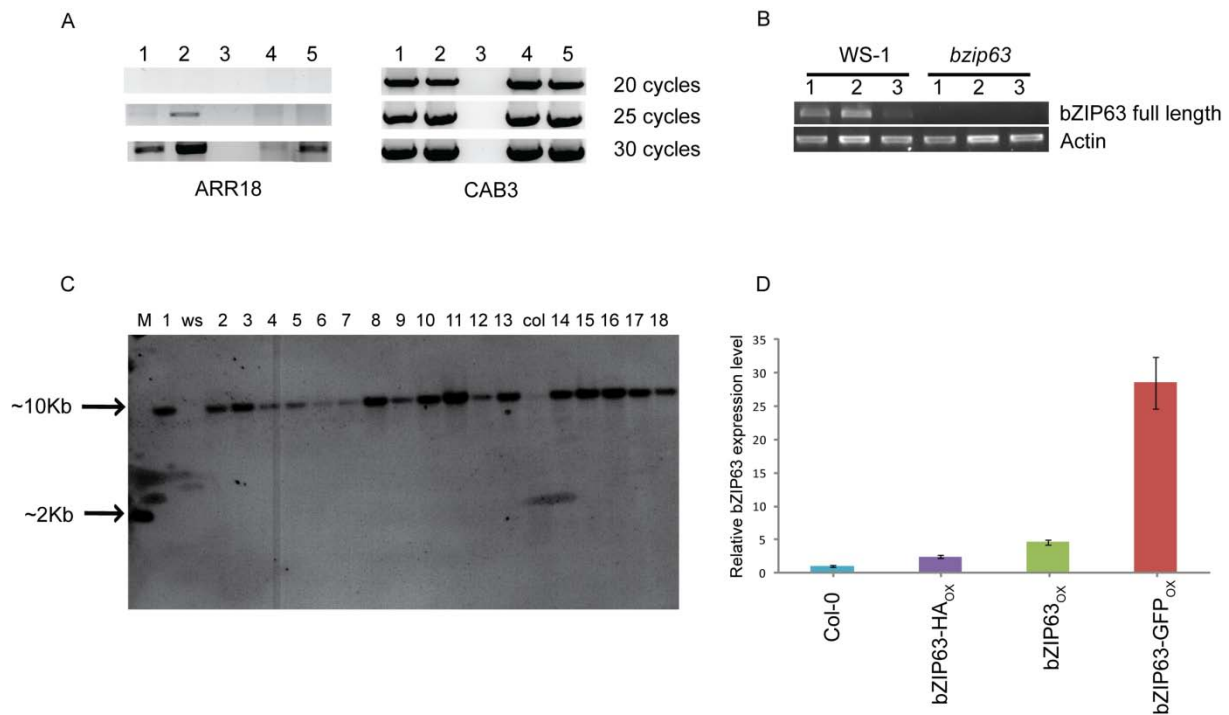 A
1 2 3 4 5
1 2 3 4 5
20 cycles
25 cycles
30 cycles
ARR18
CAB3
B
WS-1 bzip63
1 2 3 1 2 3
bZIP63 full length
Actin
C
M 1 ws 2 3 4 5 6 7 8 9 10 11 12 13 col 14 15 16 17 18
~10Kb
~2Kb
D
Relative bZIP63 expression level
35
30
25
20
15
10
5
0
Col-0
bZIP63-HAOX
bZIP63OX
bZIP63-GFPOX